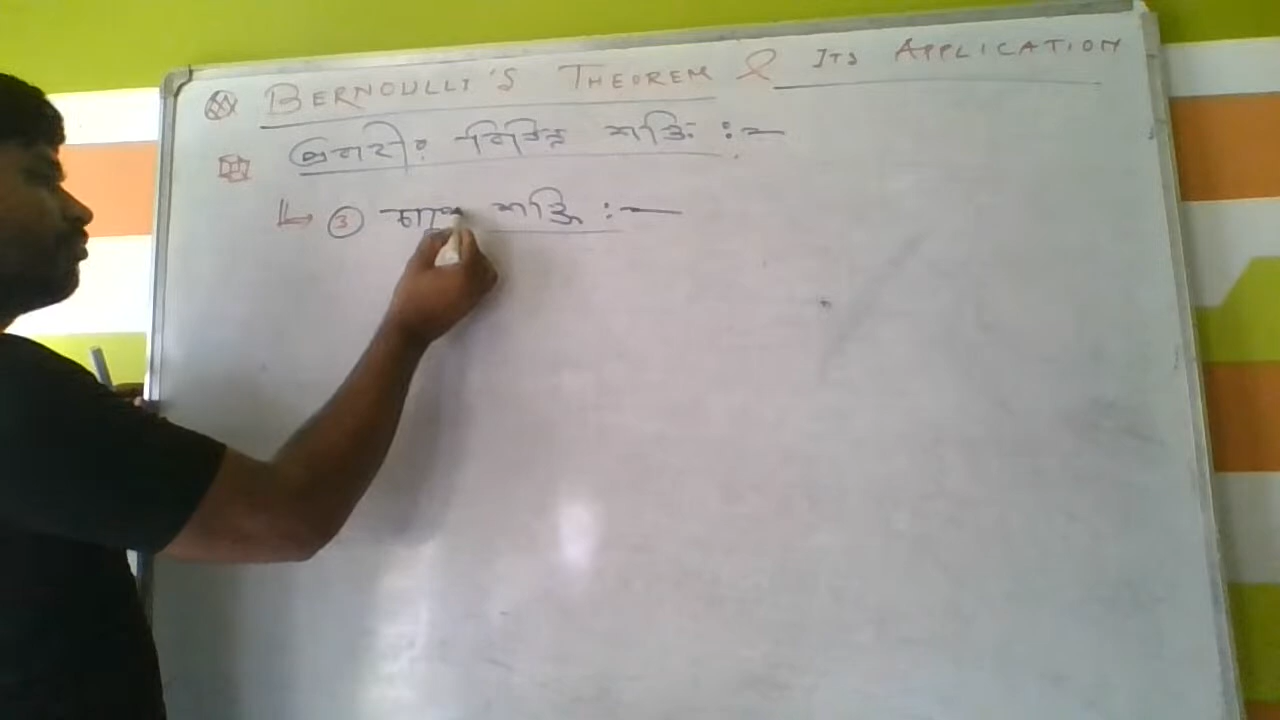 BERNOULLI'S THEOREM & ITS APPLICATION
প্রবাহীর বিভিন্ন শক্তি :-
③ চাপ শক্তি :-